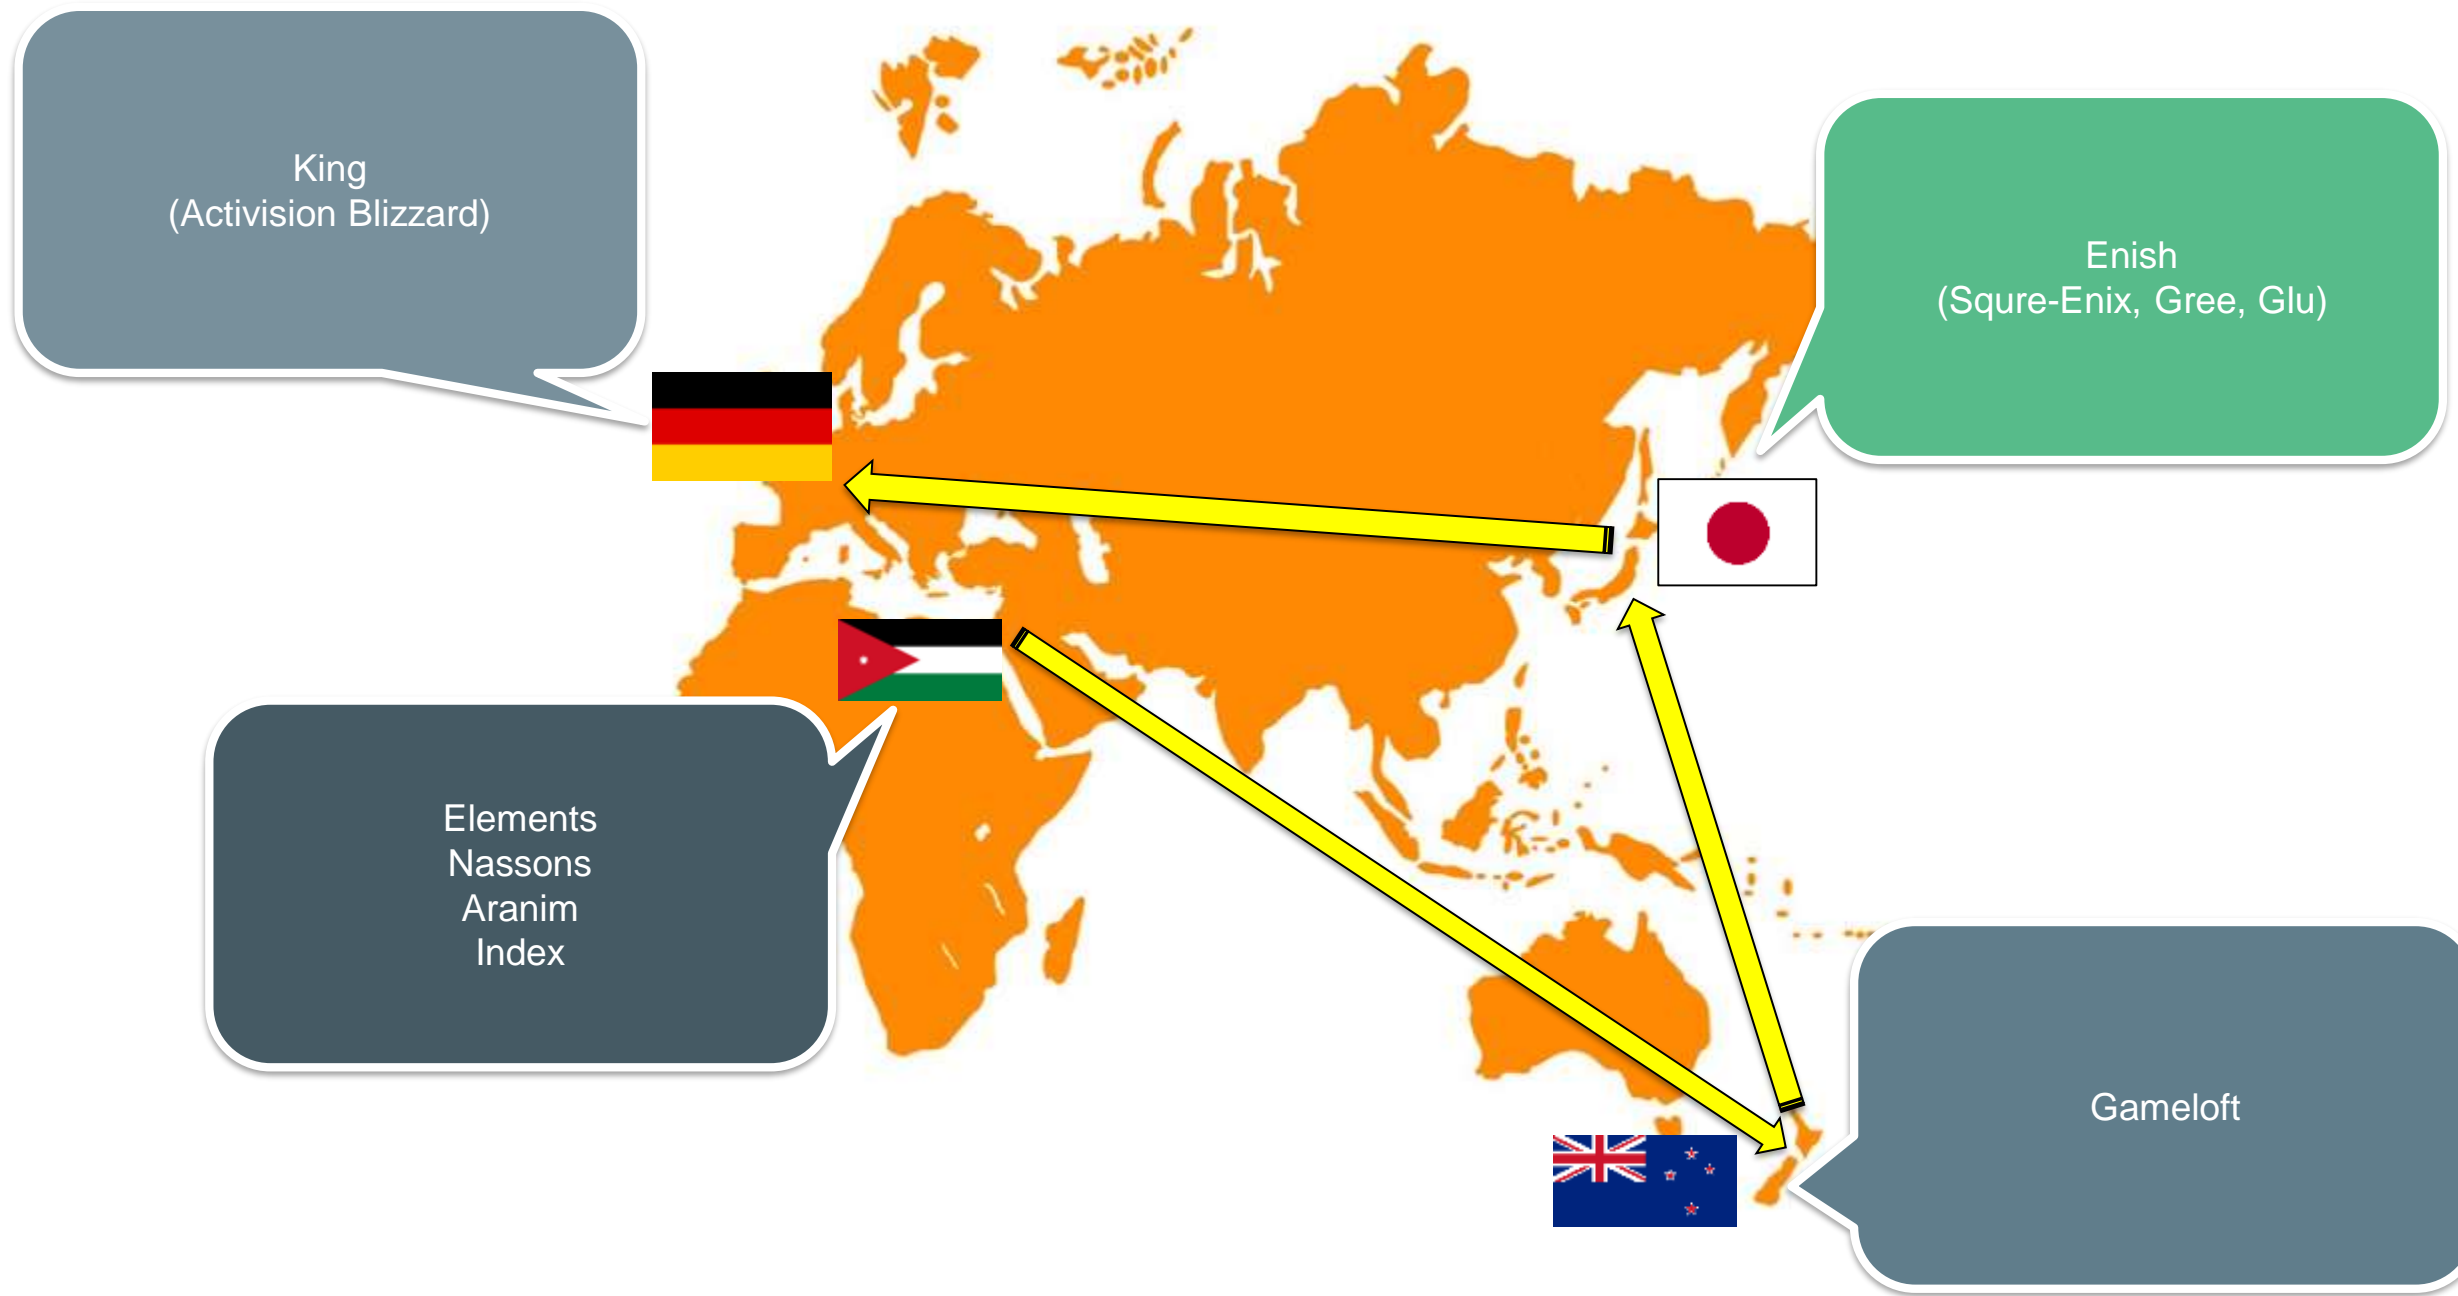 King
(Activision Blizzard)
Enish
(Squre-Enix, Gree, Glu)
Elements
Nassons
Aranim
Index
Gameloft